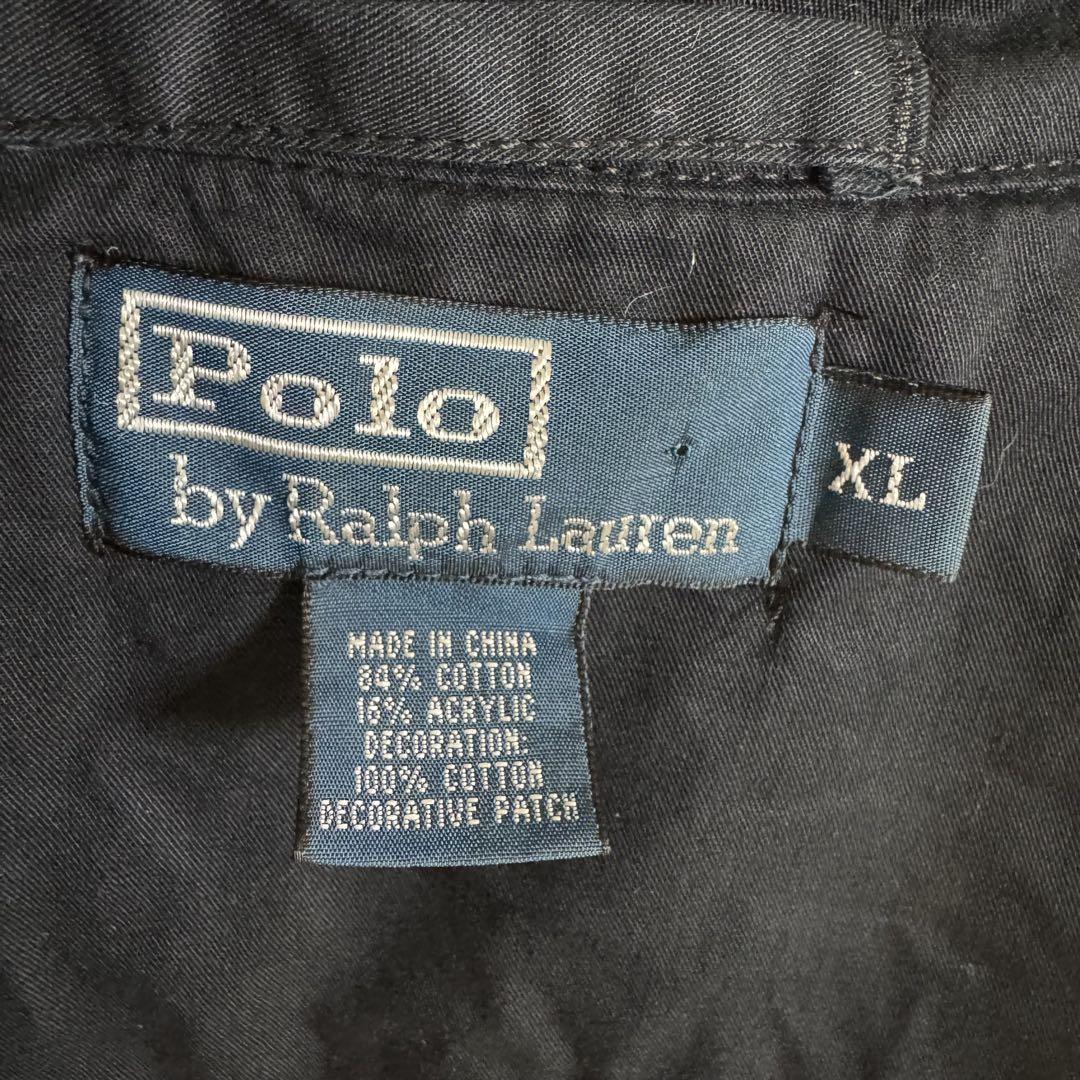 Polo
by Ralph Lauren
XL
MADE IN CHINA
84% COTTON
16% ACRYLIC
DECORATION.
100% COTTON
DECORATIVE PATCH